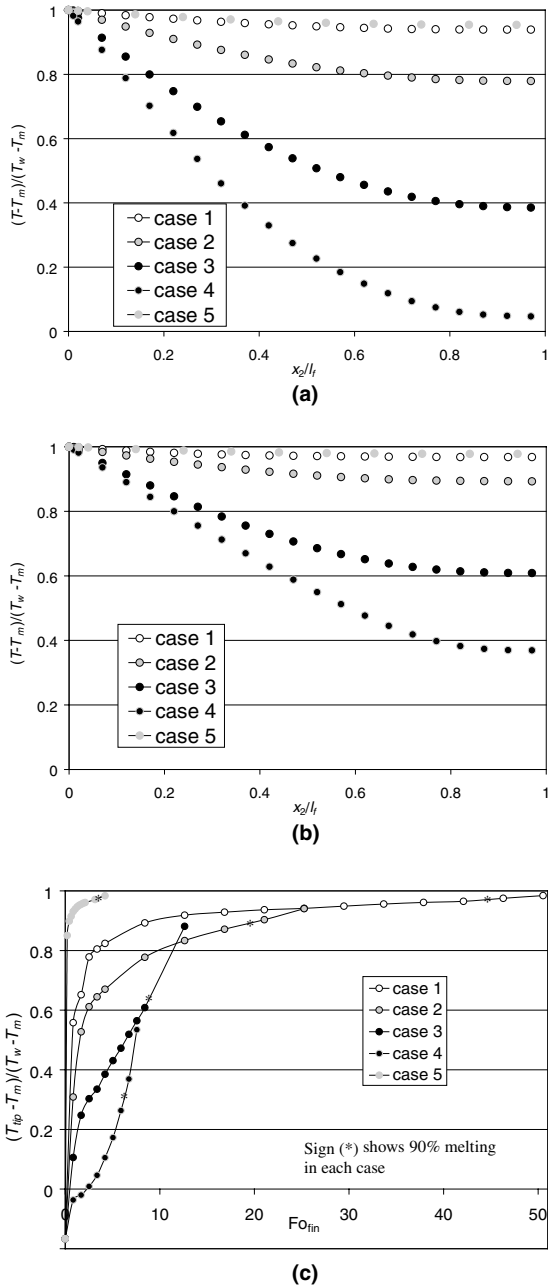 1
0.8
0.6
0.4
0.2
0
(T-Tm)/(Tw -Tm)
case 1
case 2
case 3
case 4
case 5
0 0.2 0.4 0.6 0.8 1
x2/lf
(a)
1
0.8
0.6
0.4
0.2
0
(T-Tm)/(Tw -Tm)
case 1
case 2
case 3
case 4
case 5
0 0.2 0.4 0.6 0.8 1
x2/lf
(b)
1
0.8
0.6
0.4
0.2
0
(Ttip -Tm)/(Tw -Tm)
case 1
case 2
case 3
case 4
case 5
*
*
*
*
*
Sign (*) shows 90% melting
in each case
0 10 20 30 40 50
Fofin
(c)